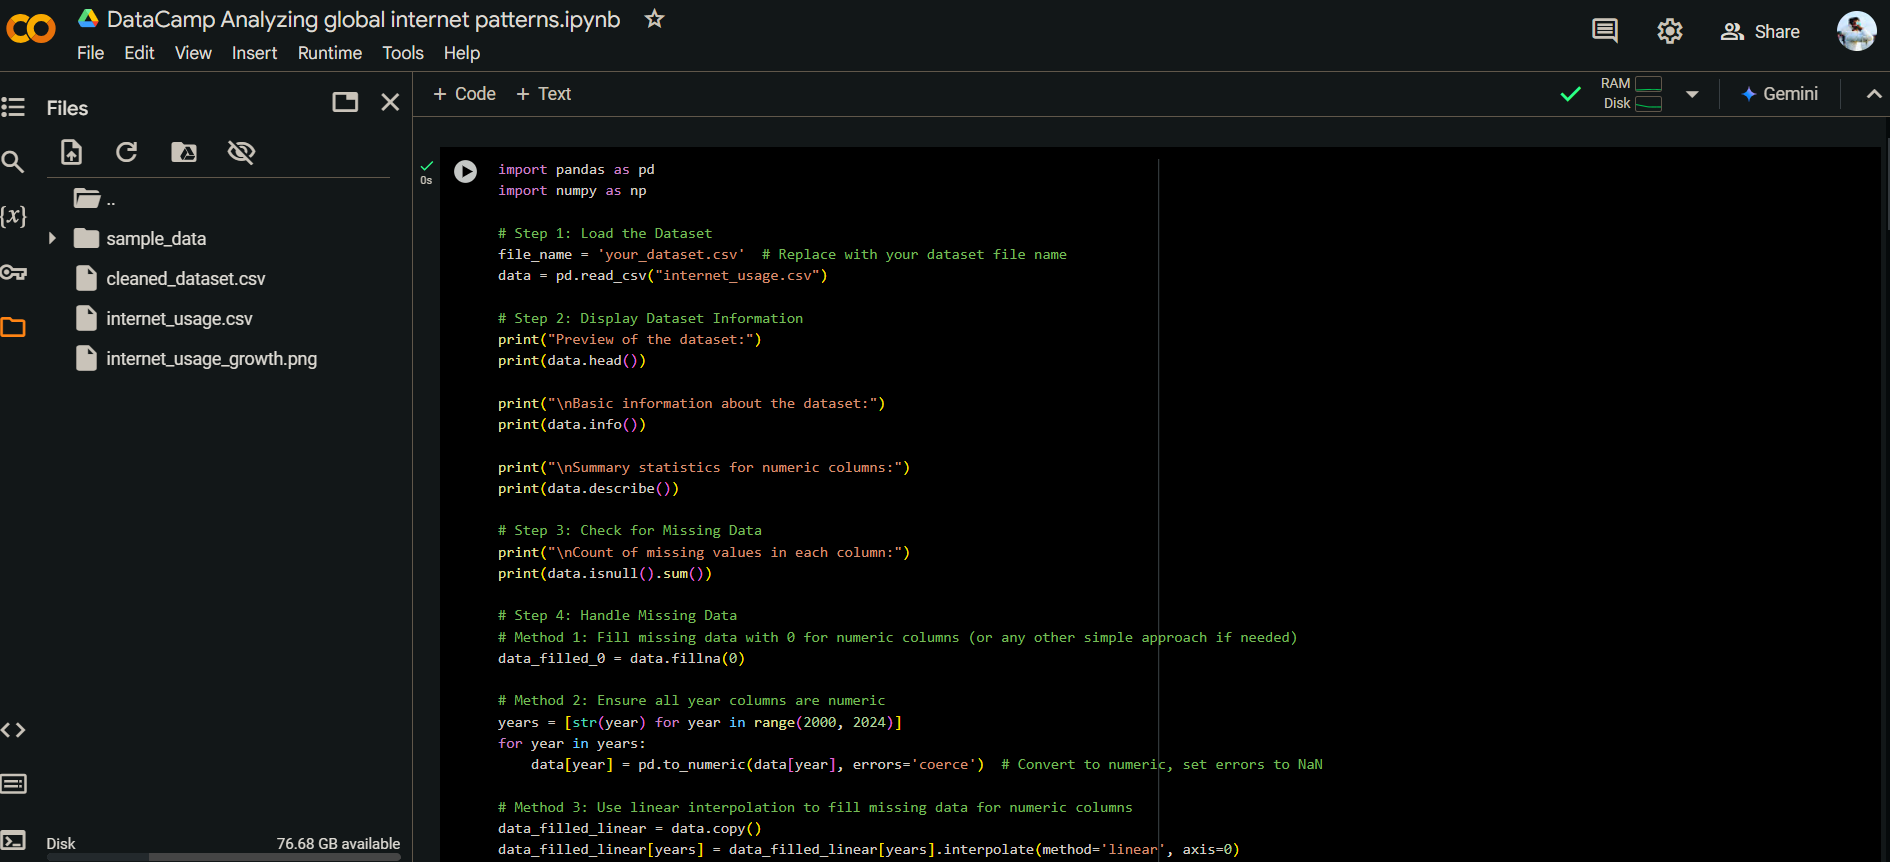 DataCamp Analyzing global internet patterns.ipynb
File Edit View Insert Runtime Tools Help
Share
Files
+ Code + Text
RAM
Disk
Gemini
{x}
..
sample_data
cleaned_dataset.csv
internet_usage.csv
internet_usage_growth.png
Disk 76.68 GB available
0s
import pandas as pd
import numpy as np
# Step 1: Load the Dataset
file_name = 'your_dataset.csv'  # Replace with your dataset file name
data = pd.read_csv("internet_usage.csv")
# Step 2: Display Dataset Information
print("Preview of the dataset:")
print(data.head())
print("\nBasic information about the dataset:")
print(data.info())
print("\nSummary statistics for numeric columns:")
print(data.describe())
# Step 3: Check for Missing Data
print("\nCount of missing values in each column:")
print(data.isnull().sum())
# Step 4: Handle Missing Data
# Method 1: Fill missing data with 0 for numeric columns (or any other simple approach if needed)
data_filled_0 = data.fillna(0)
# Method 2: Ensure all year columns are numeric
years = [str(year) for year in range(2000, 2024)]
for year in years:
    data[year] = pd.to_numeric(data[year], errors='coerce')  # Convert to numeric, set errors to NaN
# Method 3: Use linear interpolation to fill missing data for numeric columns
data_filled_linear = data.copy()
data_filled_linear[years] = data_filled_linear[years].interpolate(method='linear', axis=0)